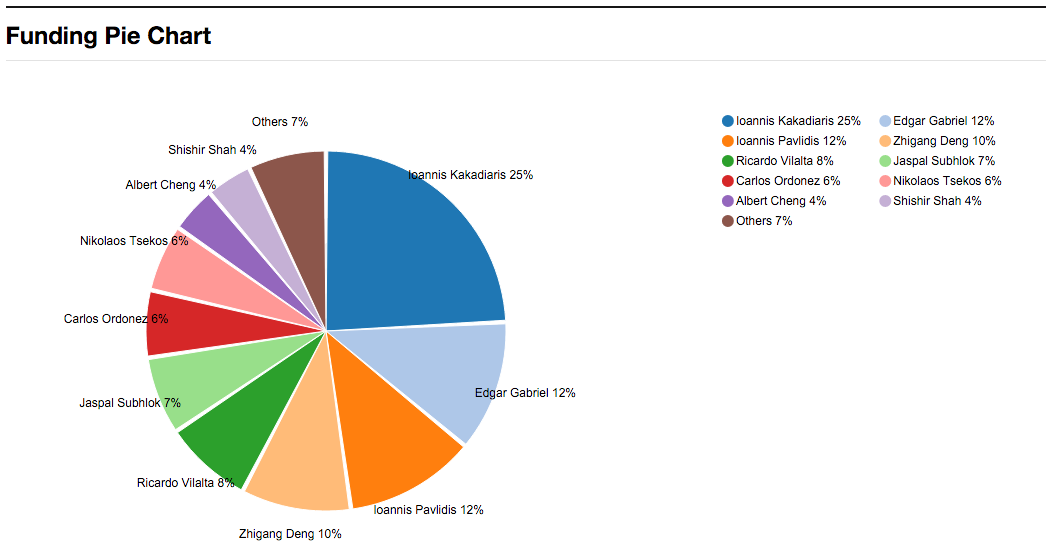 Funding Pie Chart
Others 7%
Shishir Shah 4%
Ioannis Kakadiaris 25%
Albert Cheng 4%
Nikolaos Tsekos 6%
Carlos Ordonez 6%
Edgar Gabriel 12%
Jaspal Subhlok 7%
Ricardo Vilalta 8%
Ioannis Pavlidis 12%
Zhigang Deng 10%
Ioannis Kakadiaris 25%
Edgar Gabriel 12%
Ioannis Pavlidis 12%
Zhigang Deng 10%
Ricardo Vilalta 8%
Jaspal Subhlok 7%
Carlos Ordonez 6%
Nikolaos Tsekos 6%
Albert Cheng 4%
Shishir Shah 4%
Others 7%